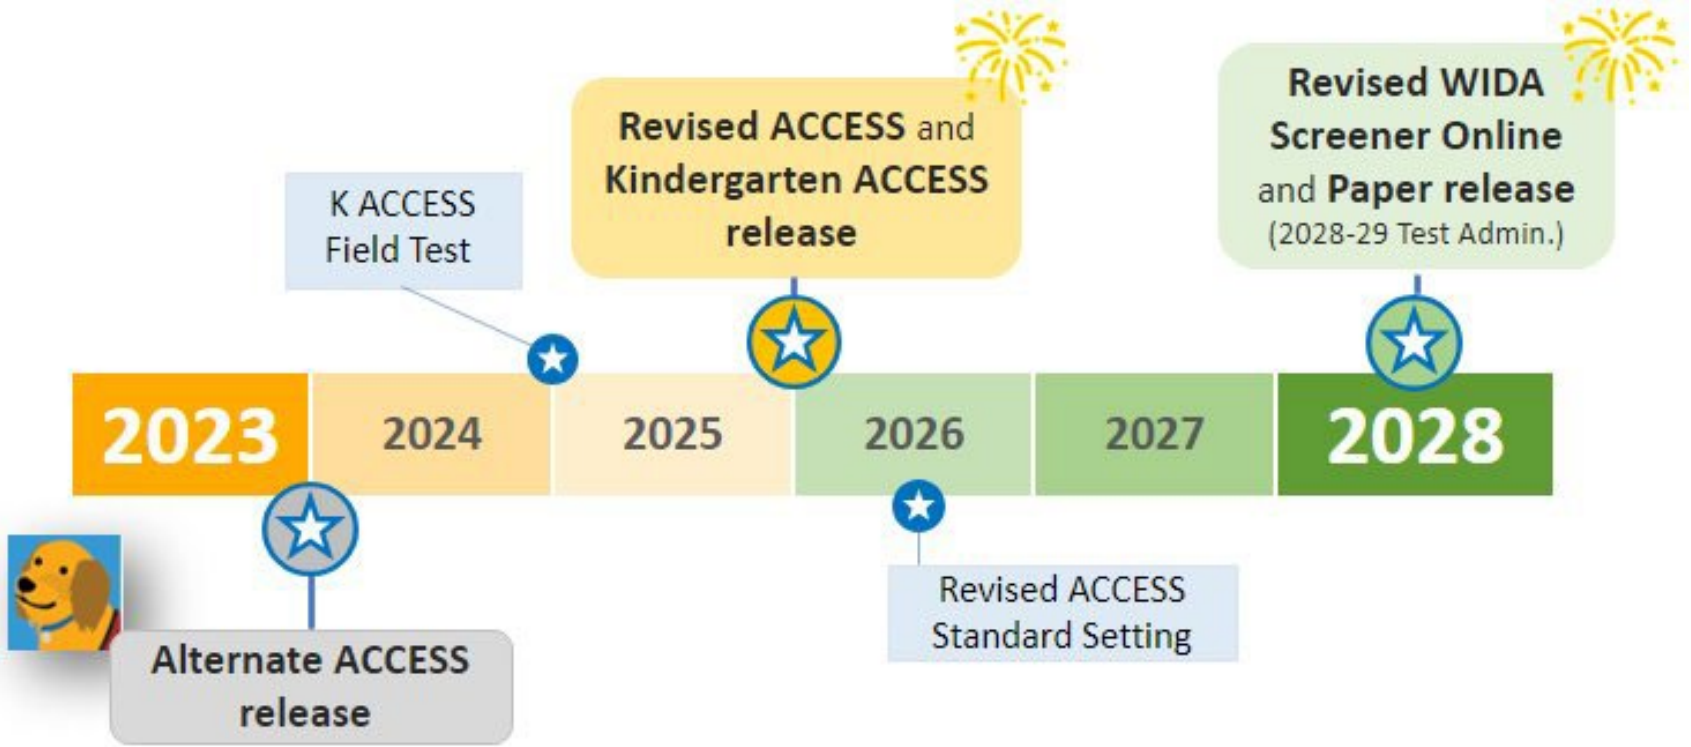 Revised WIDA
Screener Online
and Paper release
(2028-29 Test Admin.)
Revised ACCESS and
Kindergarten ACCESS
release
K ACCESS
Field Test
2023
2024
2025
2026
2027
2028
Alternate ACCESS
release
Revised ACCESS
Standard Setting